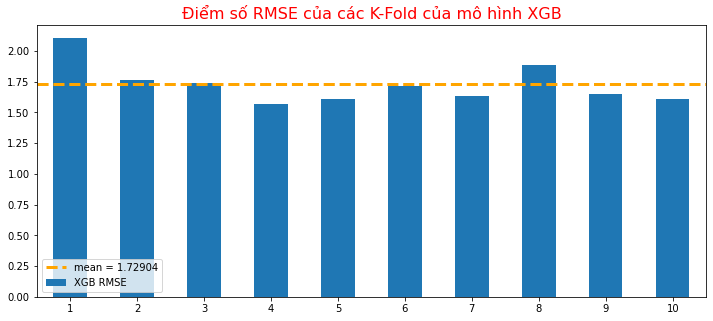 Điểm số RMSE của các K-Fold của mô hình XGB
2.00
1.75
1.50
1.25
1.00
0.75
0.50
0.25
0.00
mean = 1.72904
XGB RMSE
1 2 3 4 5 6 7 8 9 10